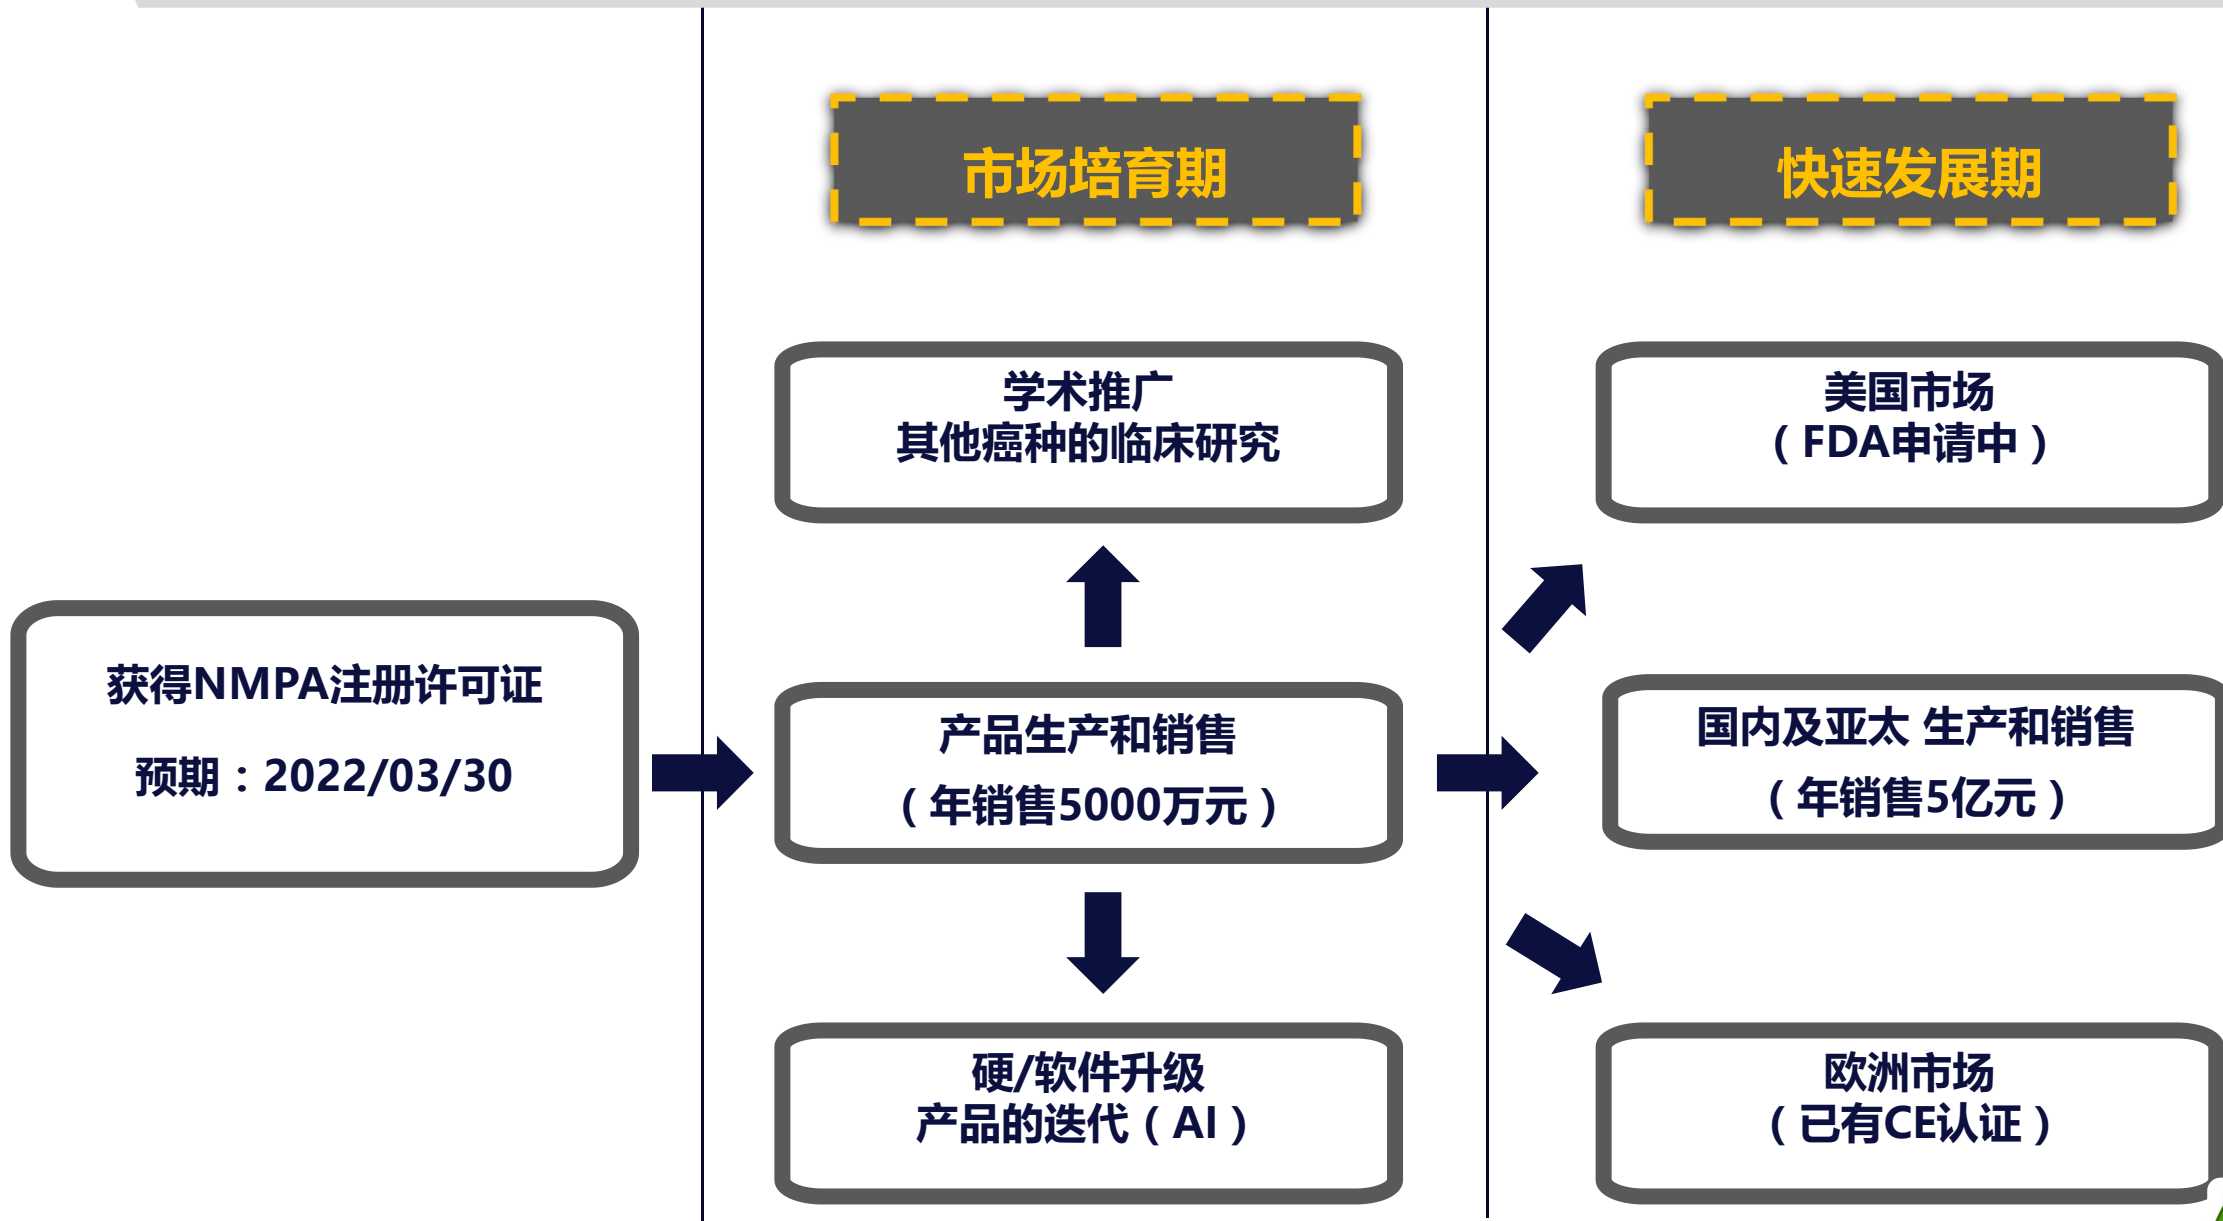 市场培育期
快速发展期
学术推广
其他癌种的临床研究
美国市场
（FDA申请中）
获得NMPA注册许可证
预期：2022/03/30
产品生产和销售
（年销售5000万元）
国内及亚太 生产和销售
（年销售5亿元）
硬/软件升级
产品的迭代（AI）
欧洲市场
（已有CE认证）